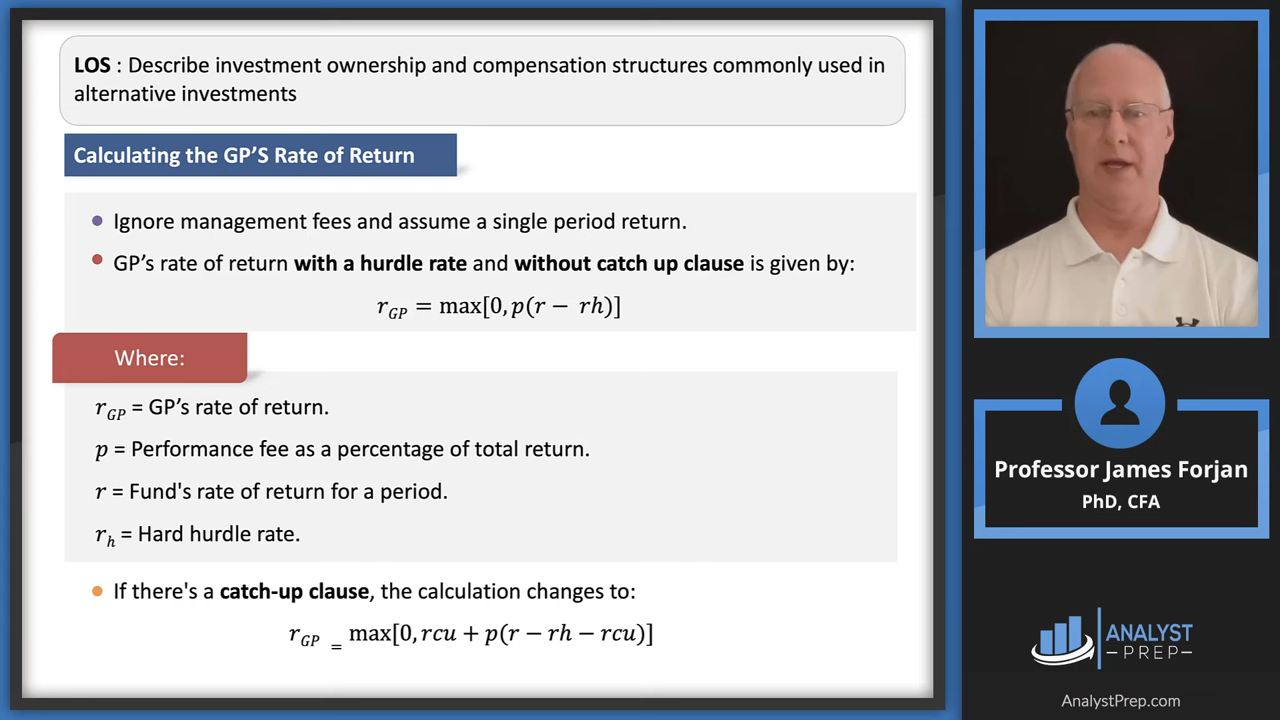 LOS : Describe investment ownership and compensation structures commonly used in
alternative investments
Calculating the GP'S Rate of Return
Ignore management fees and assume a single period return.
GP's rate of return with a hurdle rate and without catch up clause is given by:
r_GP = max[0, p(r − rh)]
Where:
r_GP = GP's rate of return.
p = Performance fee as a percentage of total return.
r = Fund's rate of return for a period.
r_h = Hard hurdle rate.
If there's a catch-up clause, the calculation changes to:
r_GP = max[0, rcu + p(r − rh − rcu)]
Professor James Forjan
PhD, CFA
ANALYST
PREP
AnalystPrep.com